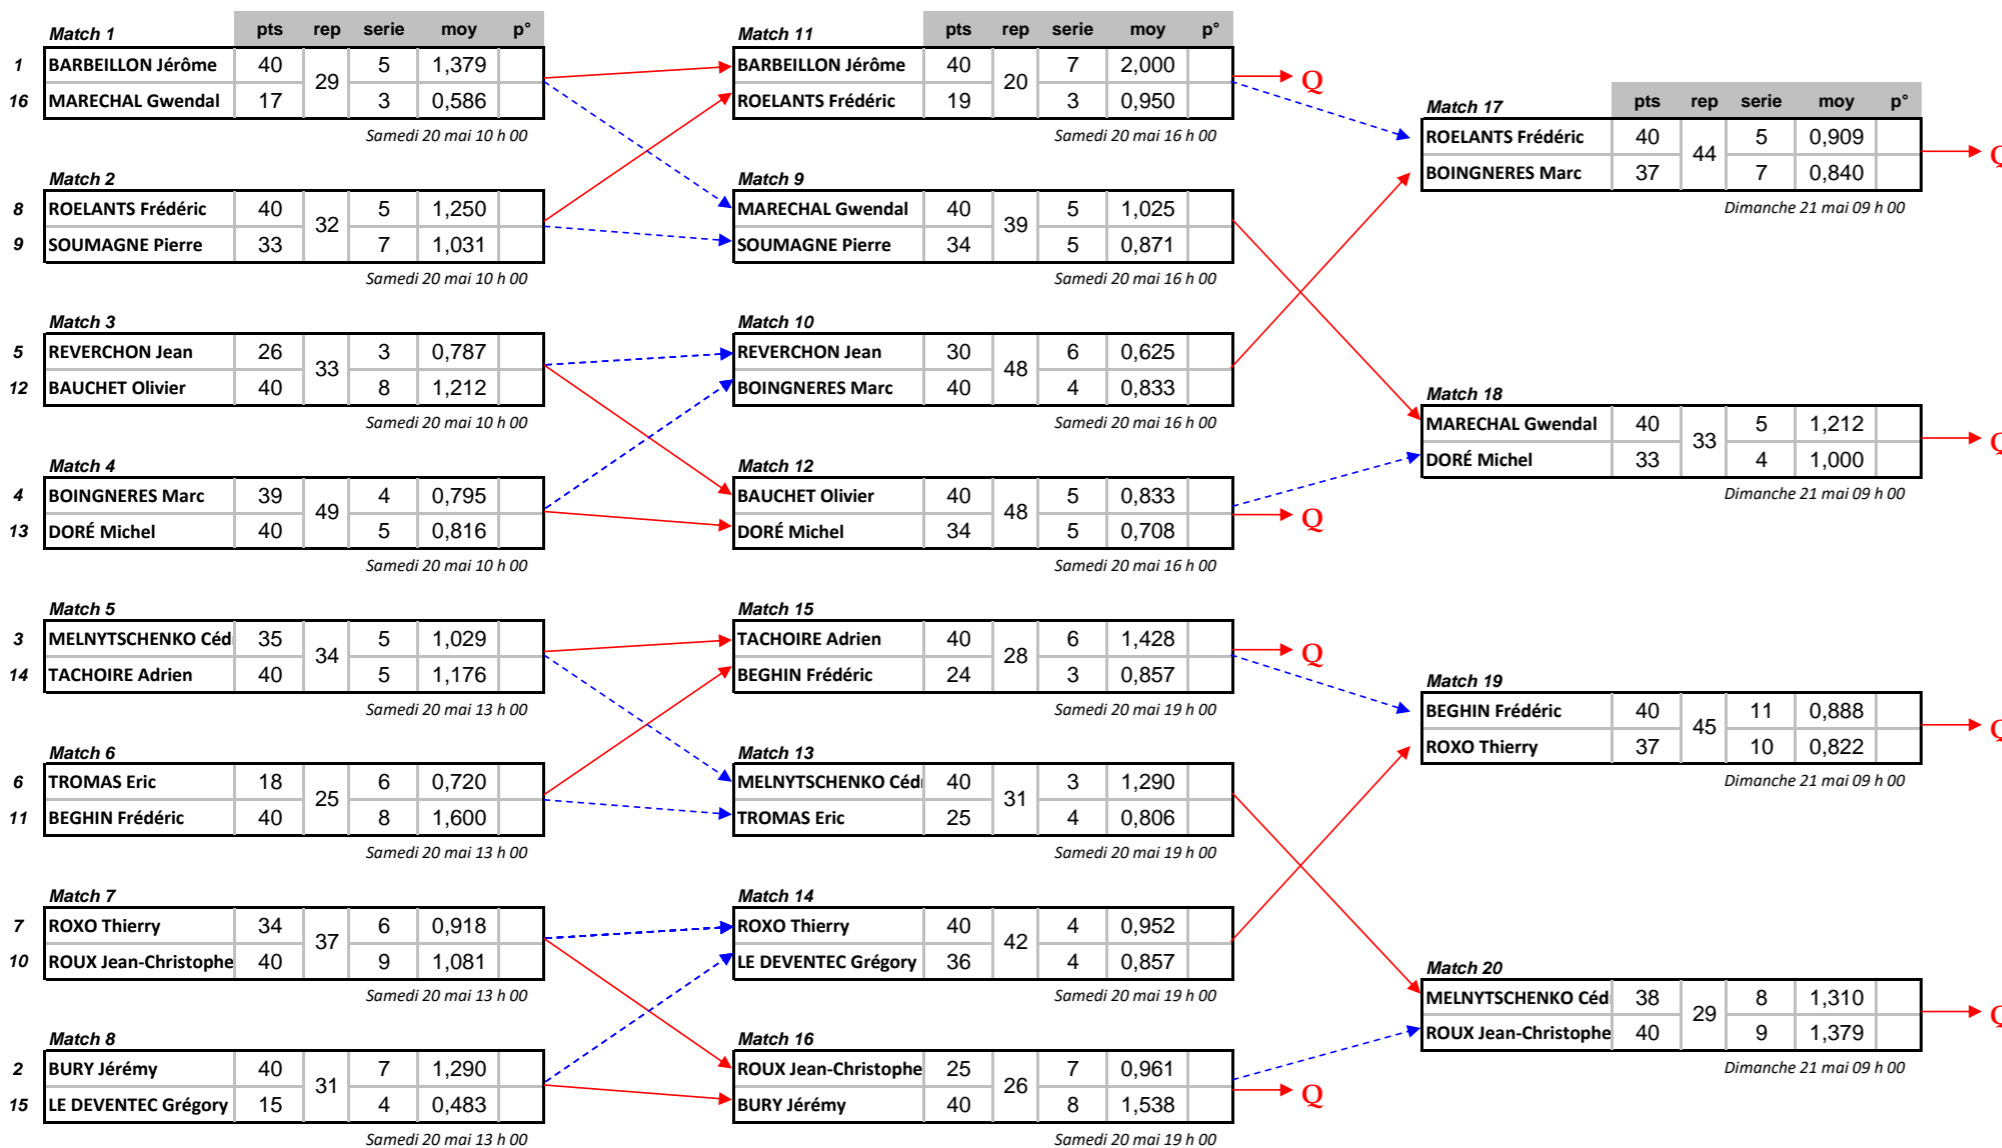 Match 1 pts rep serie moy p°
1 BARBEILLON Jérôme 40 29 5 1,379
16 MARECHAL Gwendal 17 3 0,586
Samedi 20 mai 10 h 00
Match 2
8 ROELANTS Frédéric 40 32 5 1,250
9 SOUMAGNE Pierre 33 7 1,031
Samedi 20 mai 10 h 00
Match 3
5 REVERCHON Jean 26 33 3 0,787
12 BAUCHET Olivier 40 8 1,212
Samedi 20 mai 10 h 00
Match 4
4 BOINGNERES Marc 39 49 4 0,795
13 DORÉ Michel 40 5 0,816
Samedi 20 mai 10 h 00
Match 5
3 MELNYTSCHENKO Céd 35 34 5 1,029
14 TACHOIRE Adrien 40 5 1,176
Samedi 20 mai 13 h 00
Match 6
6 TROMAS Eric 18 25 6 0,720
11 BEGHIN Frédéric 40 8 1,600
Samedi 20 mai 13 h 00
Match 7
7 ROXO Thierry 34 37 6 0,918
10 ROUX Jean-Christophe 40 9 1,081
Samedi 20 mai 13 h 00
Match 8
2 BURY Jérémy 40 31 7 1,290
15 LE DEVENTEC Grégory 15 4 0,483
Samedi 20 mai 13 h 00
Match 11 pts rep serie moy p°
BARBEILLON Jérôme 40 20 7 2,000
Q
ROELANTS Frédéric 19 3 0,950
Samedi 20 mai 16 h 00
Match 9
MARECHAL Gwendal 40 39 5 1,025
SOUMAGNE Pierre 34 5 0,871
Samedi 20 mai 16 h 00
Match 10
REVERCHON Jean 30 48 6 0,625
BOINGNERES Marc 40 4 0,833
Samedi 20 mai 16 h 00
Match 12
BAUCHET Olivier 40 48 5 0,833
Q
DORÉ Michel 34 5 0,708
Samedi 20 mai 16 h 00
Match 15
TACHOIRE Adrien 40 28 6 1,428
Q
BEGHIN Frédéric 24 3 0,857
Samedi 20 mai 19 h 00
Match 13
MELNYTSCHENKO Céd 40 31 3 1,290
TROMAS Eric 25 4 0,806
Samedi 20 mai 19 h 00
Match 14
ROXO Thierry 40 42 4 0,952
LE DEVENTEC Grégory 36 4 0,857
Samedi 20 mai 19 h 00
Match 16
ROUX Jean-Christophe 25 26 7 0,961
Q
BURY Jérémy 40 8 1,538
Samedi 20 mai 19 h 00
Match 17 pts rep serie moy p°
ROELANTS Frédéric 40 44 5 0,909
Q
BOINGNERES Marc 37 7 0,840
Dimanche 21 mai 09 h 00
Match 18
MARECHAL Gwendal 40 33 5 1,212
Q
DORÉ Michel 33 4 1,000
Dimanche 21 mai 09 h 00
Match 19
BEGHIN Frédéric 40 45 11 0,888
Q
ROXO Thierry 37 10 0,822
Dimanche 21 mai 09 h 00
Match 20
MELNYTSCHENKO Céd 38 29 8 1,310
Q
ROUX Jean-Christophe 40 9 1,379
Dimanche 21 mai 09 h 00